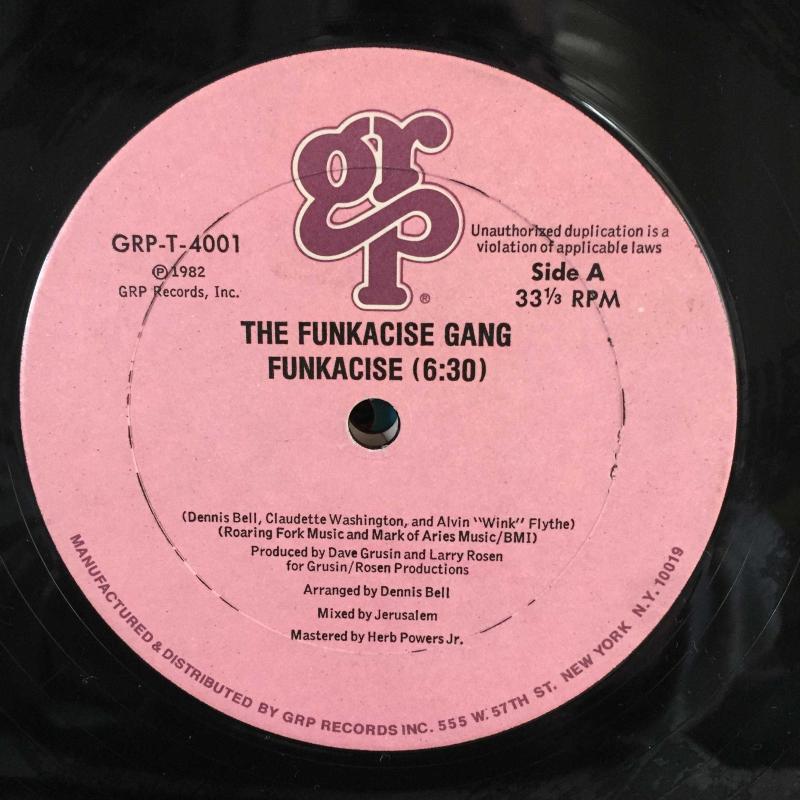 grp®
GRP-T-4001
℗ 1982
GRP Records, Inc.
Unauthorized duplication is a
violation of applicable laws
Side A
33⅓ RPM
THE FUNKACISE GANG
FUNKACISE (6:30)
(Dennis Bell, Claudette Washington, and Alvin "Wink" Flythe)
(Roaring Fork Music and Mark of Aries Music/BMI)
Produced by Dave Grusin and Larry Rosen
for Grusin/Rosen Productions
Arranged by Dennis Bell
Mixed by Jerusalem
Mastered by Herb Powers Jr.
MANUFACTURED & DISTRIBUTED BY GRP RECORDS INC. 555 W. 57TH ST. NEW YORK N.Y. 10019